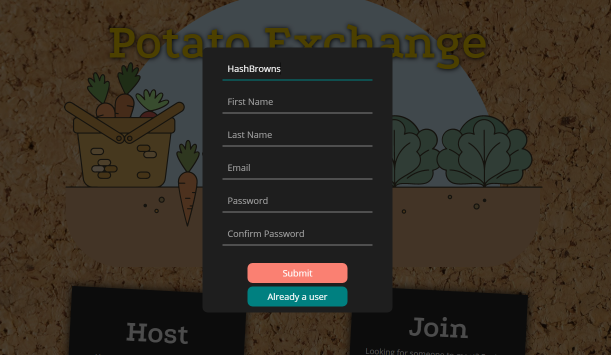 Potato Exchange
HashBrowns
First Name
Last Name
Email
Password
Confirm Password
Submit
Already a user
Host
Join
Looking for someone to